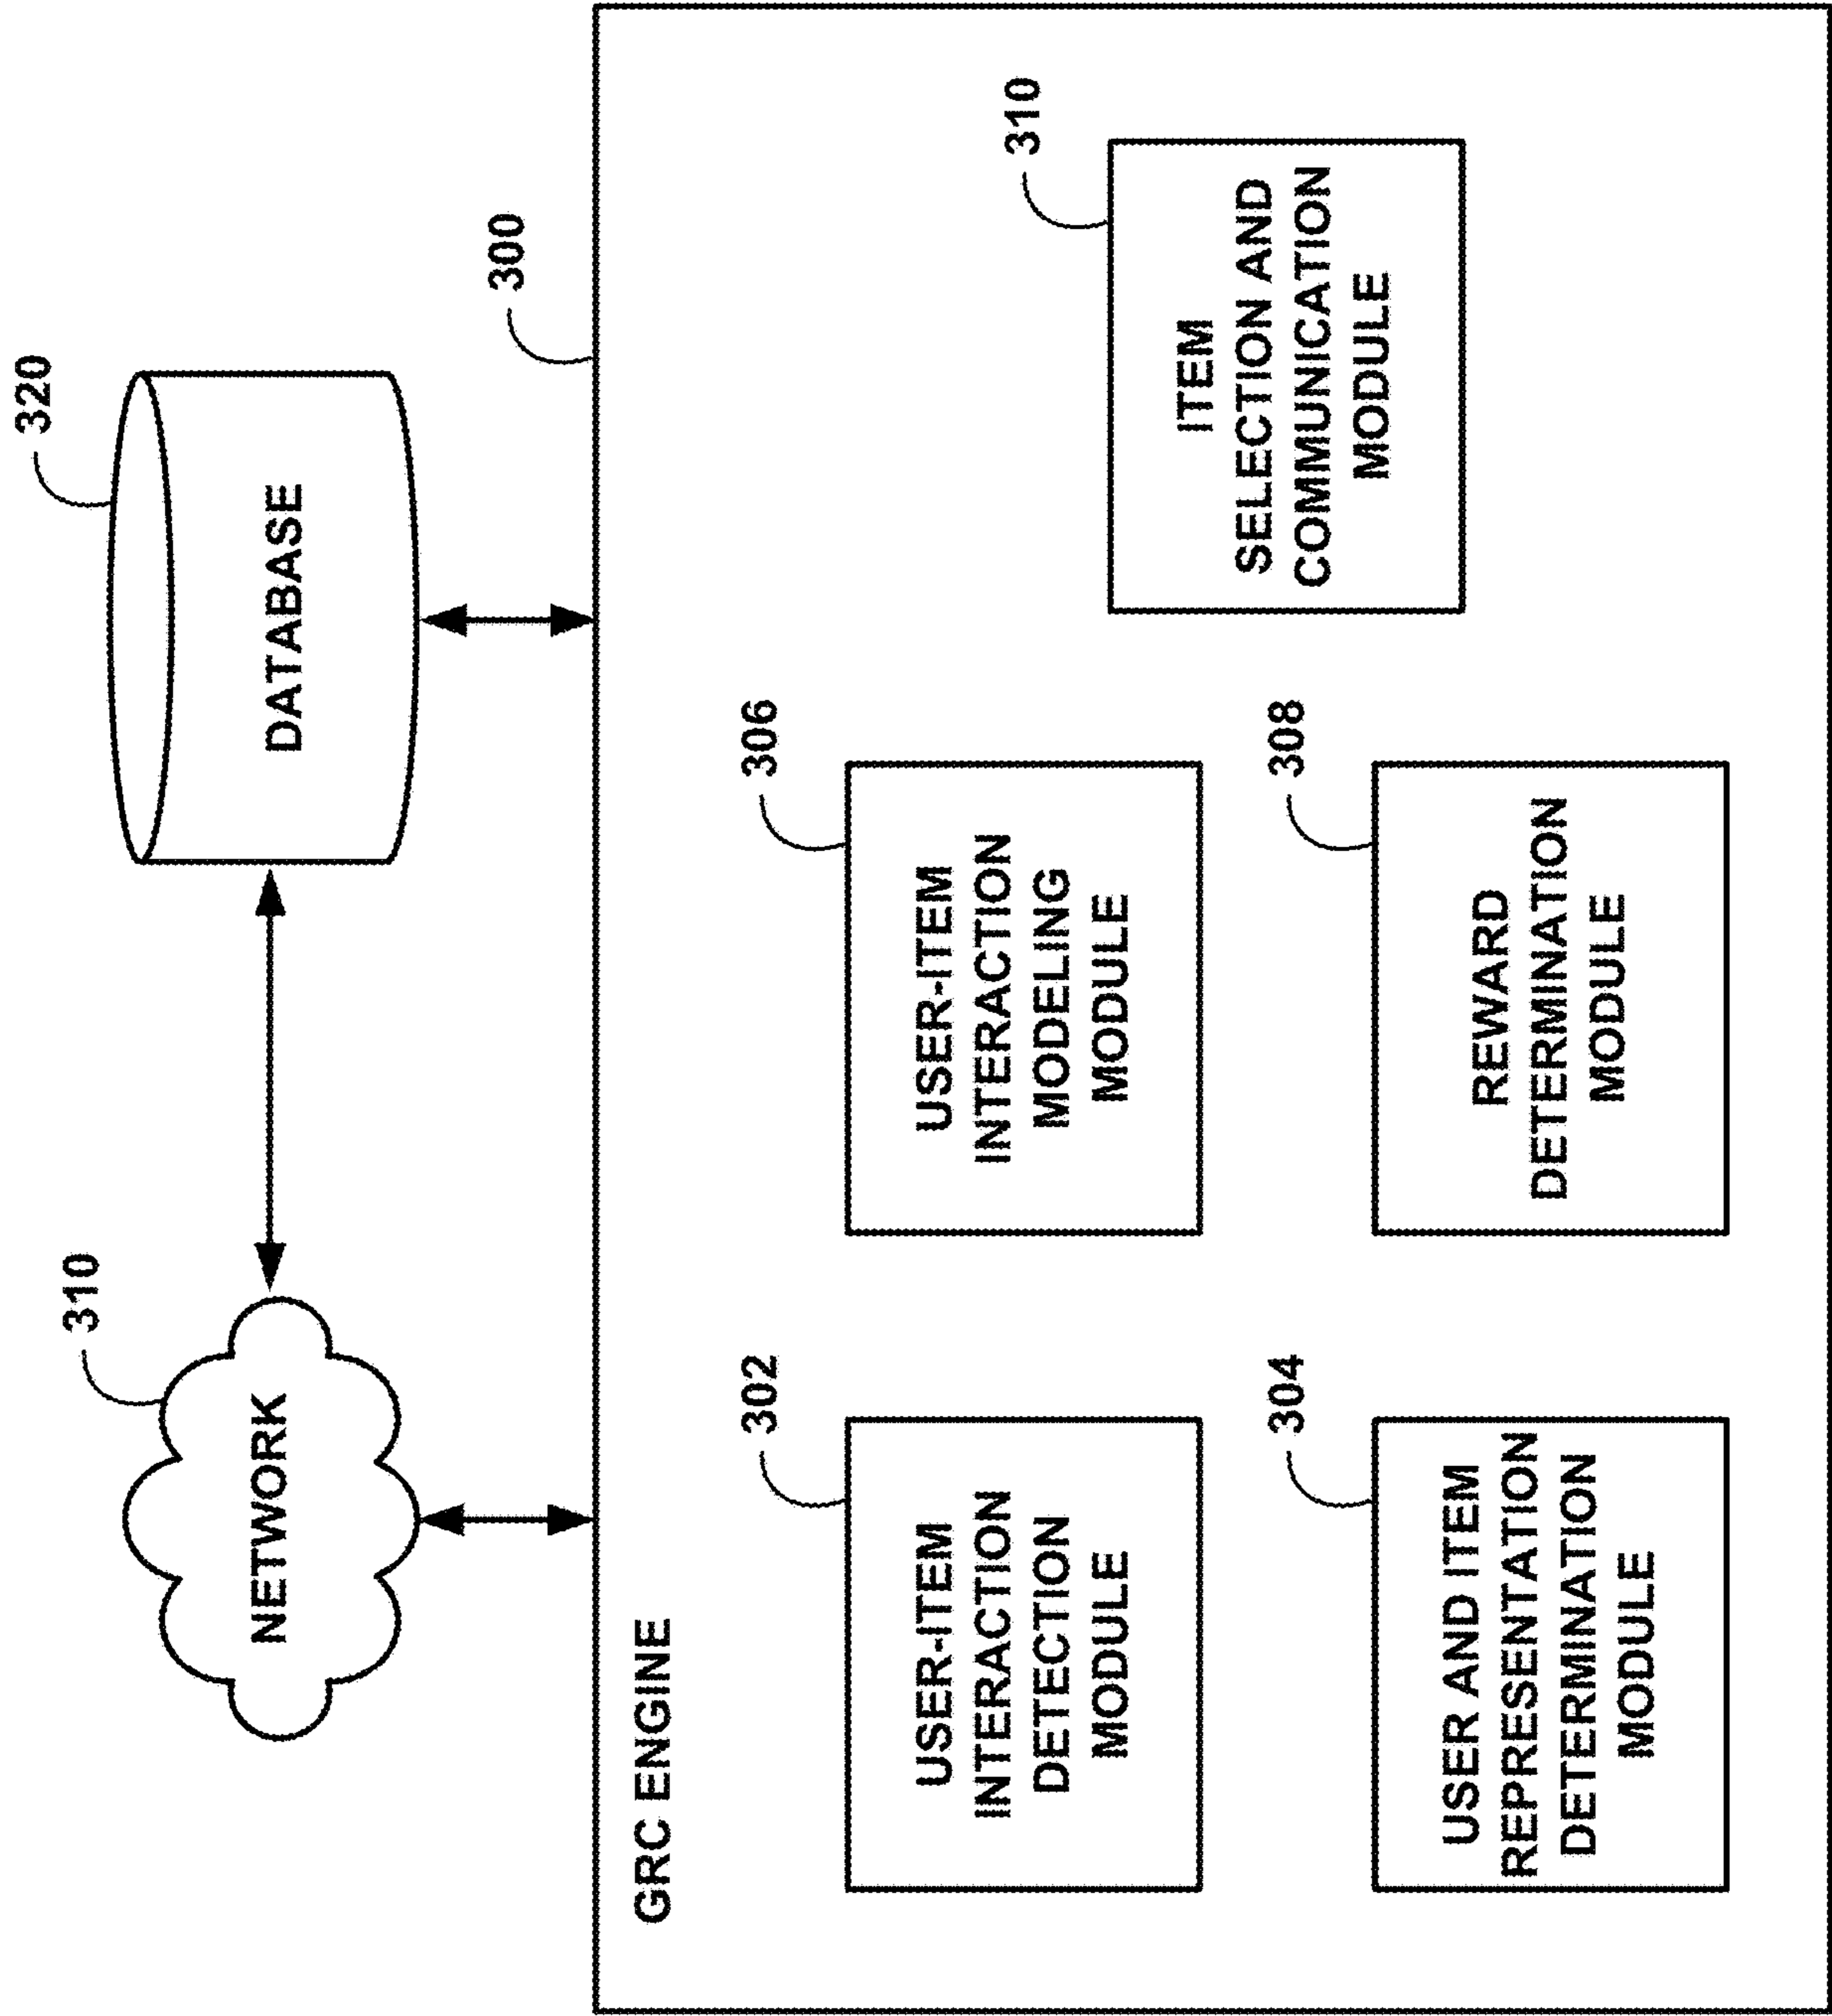 310
NETWORK
320
DATABASE
300
GRC ENGINE
302
USER-ITEM
INTERACTION
DETECTION
MODULE
306
USER-ITEM
INTERACTION
MODELING
MODULE
310
ITEM
SELECTION AND
COMMUNICATION
MODULE
304
USER AND ITEM
REPRESENTATION
DETERMINATION
MODULE
308
REWARD
DETERMINATION
MODULE